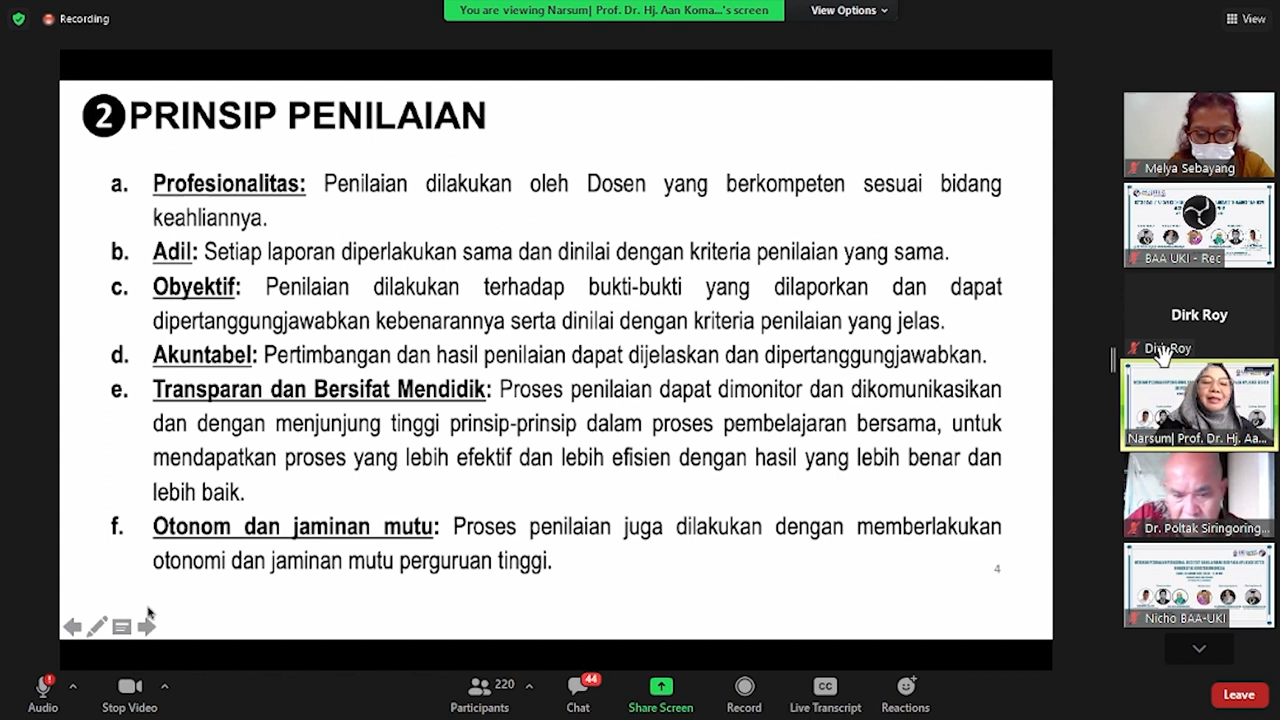 Recording
You are viewing Narsum| Prof. Dr. Hj. Aan Koma...'s screen
View Options
View
2 PRINSIP PENILAIAN
a. Profesionalitas: Penilaian dilakukan oleh Dosen yang berkompeten sesuai bidang
keahliannya.
b. Adil: Setiap laporan diperlakukan sama dan dinilai dengan kriteria penilaian yang sama.
c. Obyektif: Penilaian dilakukan terhadap bukti-bukti yang dilaporkan dan dapat
dipertanggungjawabkan kebenarannya serta dinilai dengan kriteria penilaian yang jelas.
d. Akuntabel: Pertimbangan dan hasil penilaian dapat dijelaskan dan dipertanggungjawabkan.
e. Transparan dan Bersifat Mendidik: Proses penilaian dapat dimonitor dan dikomunikasikan
dan dengan menjunjung tinggi prinsip-prinsip dalam proses pembelajaran bersama, untuk
mendapatkan proses yang lebih efektif dan lebih efisien dengan hasil yang lebih benar dan
lebih baik.
f. Otonom dan jaminan mutu: Proses penilaian juga dilakukan dengan memberlakukan
otonomi dan jaminan mutu perguruan tinggi.
4
Melya Sebayang
BAA UKI - Rec
Dirk Roy
Dirk Roy
Narsum| Prof. Dr. Hj. Aa...
Dr. Poltak Siringoring...
Nicho BAA-UKI
Audio
Stop Video
220
Participants
44
Chat
Share Screen
Record
CC
Live Transcript
Reactions
Leave